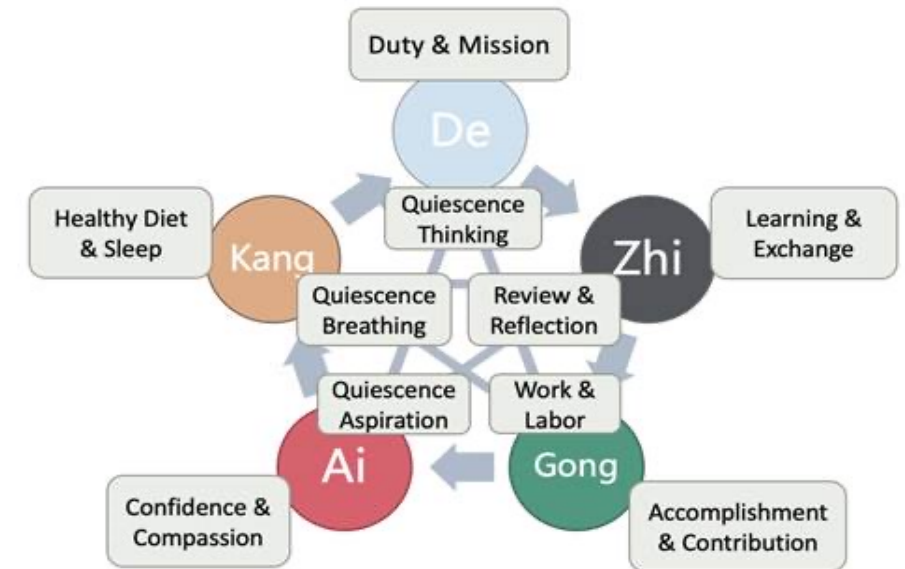 Duty & Mission
De
Quiescence
Thinking
Healthy Diet
& Sleep
Kang
Zhi
Learning &
Exchange
Quiescence
Breathing
Review &
Reflection
Quiescence
Aspiration
Work &
Labor
Ai
Gong
Confidence &
Compassion
Accomplishment
& Contribution